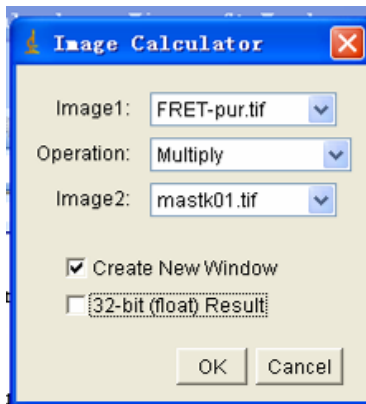 Image Calculator
Image1: FRET-pur.tif
Operation: Multiply
Image2: mastk01.tif
Create New Window
32-bit (float) Result
OK Cancel